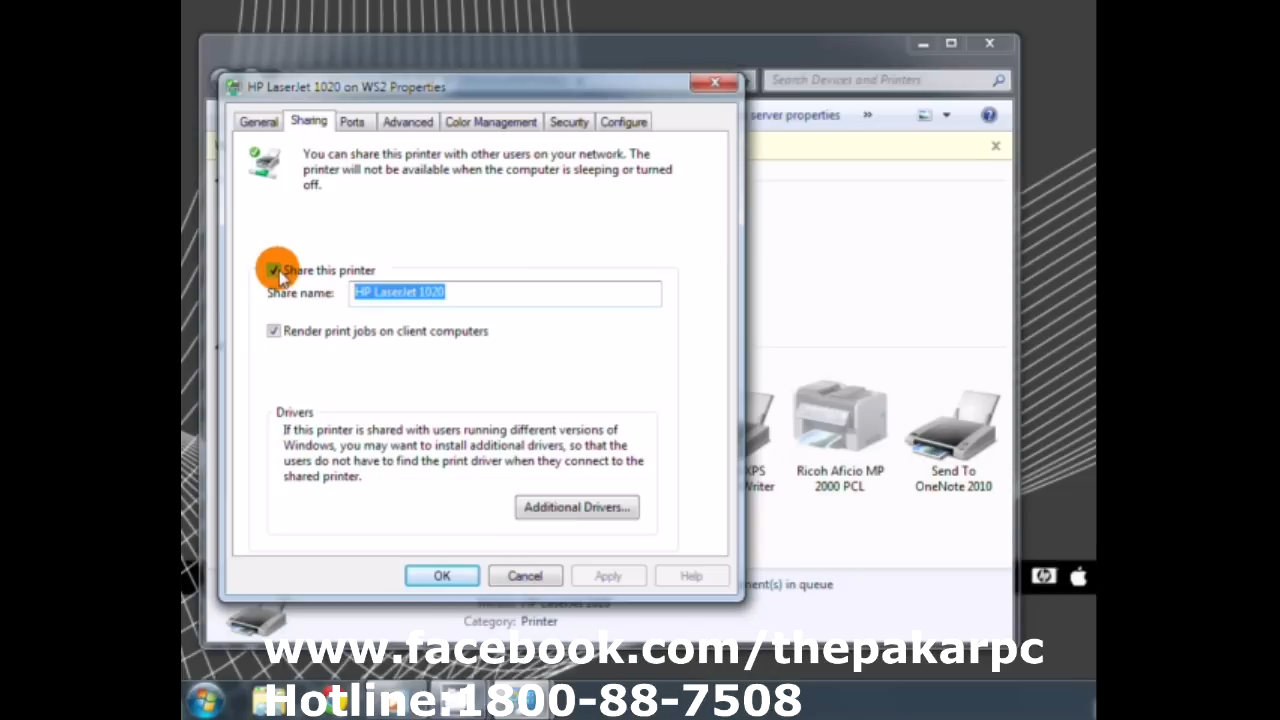 HP LaserJet 1020 on WS2 Properties
Search Devices and Printers
General Sharing Ports Advanced Color Management Security Configure
server properties »
You can share this printer with other users on your network. The
printer will not be available when the computer is sleeping or turned
off.
Share this printer
Share name: HP LaserJet 1020
Render print jobs on client computers
Drivers
If this printer is shared with users running different versions of
Windows, you may want to install additional drivers, so that the
users do not have to find the print driver when they connect to the
shared printer.
Additional Drivers...
XPS
Writer
Ricoh Aficio MP
2000 PCL
Send To
OneNote 2010
OK Cancel Apply Help
hp
ment(s) in queue
Category: Printer
www.facebook.com/thepakarpc
Hotline:1800-88-7508